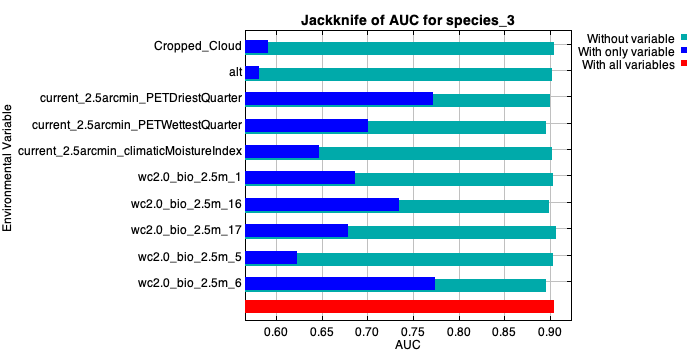 Jackknife of AUC for species_3
Without variable
With only variable
With all variables
Environmental Variable
Cropped_Cloud
alt
current_2.5arcmin_PETDriestQuarter
current_2.5arcmin_PETWettestQuarter
current_2.5arcmin_climaticMoistureIndex
wc2.0_bio_2.5m_1
wc2.0_bio_2.5m_16
wc2.0_bio_2.5m_17
wc2.0_bio_2.5m_5
wc2.0_bio_2.5m_6
0.60 0.65 0.70 0.75 0.80 0.85 0.90
AUC